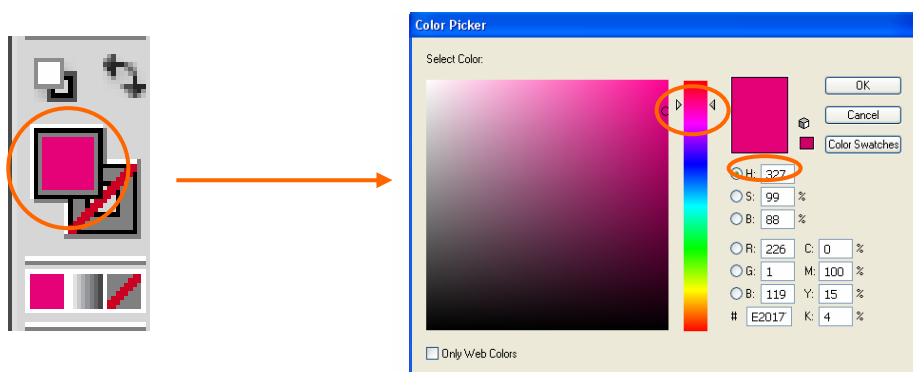 Color Picker
Select Color:
OK
Cancel
Color Swatches
H: 327
S: 99 %
B: 88 %
R: 226 C: 0 %
G: 1 M: 100 %
B: 119 Y: 15 %
# E2017 K: 4 %
Only Web Colors